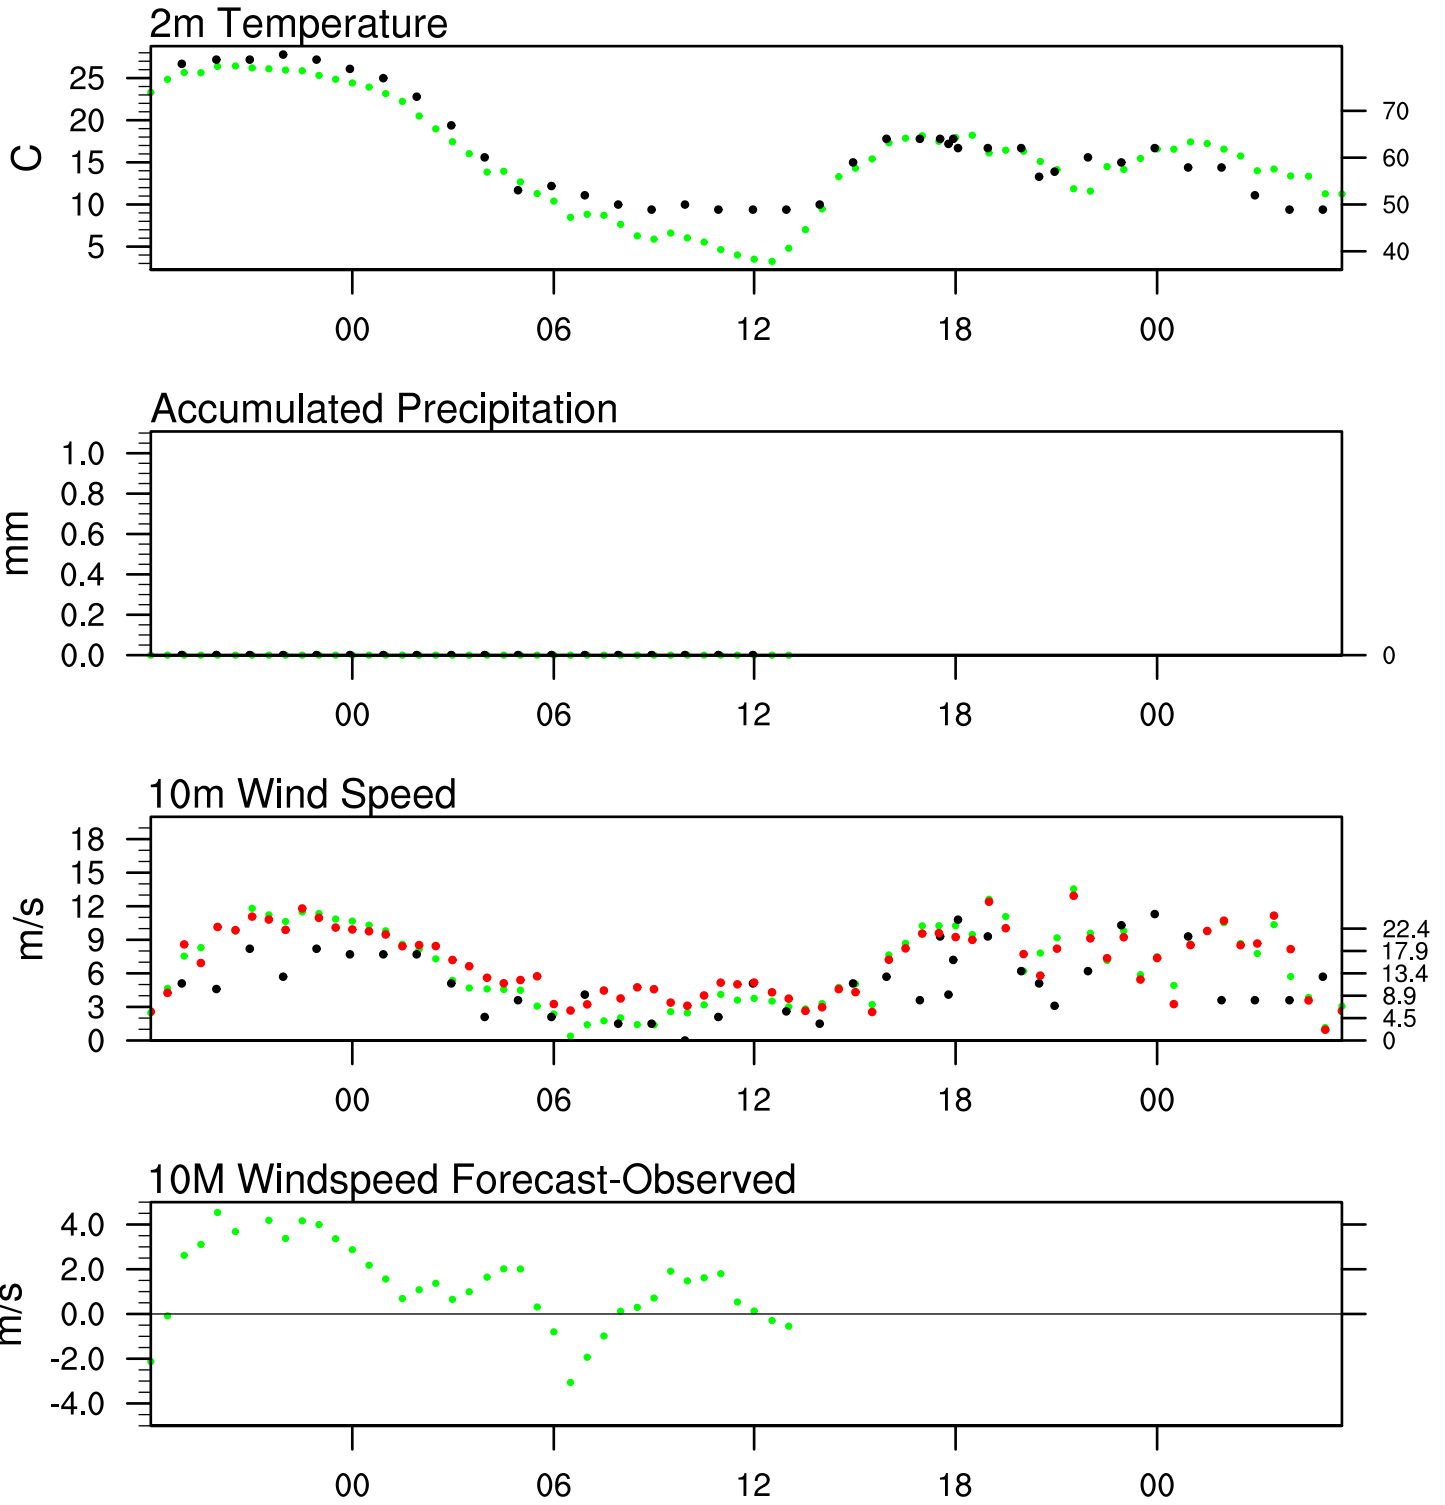 2m Temperature
25
20
15
10
5
C
70
60
50
40
00 06 12 18 00
Accumulated Precipitation
1.0
0.8
0.6
0.4
0.2
0.0
mm
0
00 06 12 18 00
10m Wind Speed
18
15
12
9
6
3
0
m/s
22.4
17.9
13.4
8.9
4.5
0
00 06 12 18 00
10M Windspeed Forecast-Observed
4.0
2.0
0.0
-2.0
-4.0
m/s
00 06 12 18 00